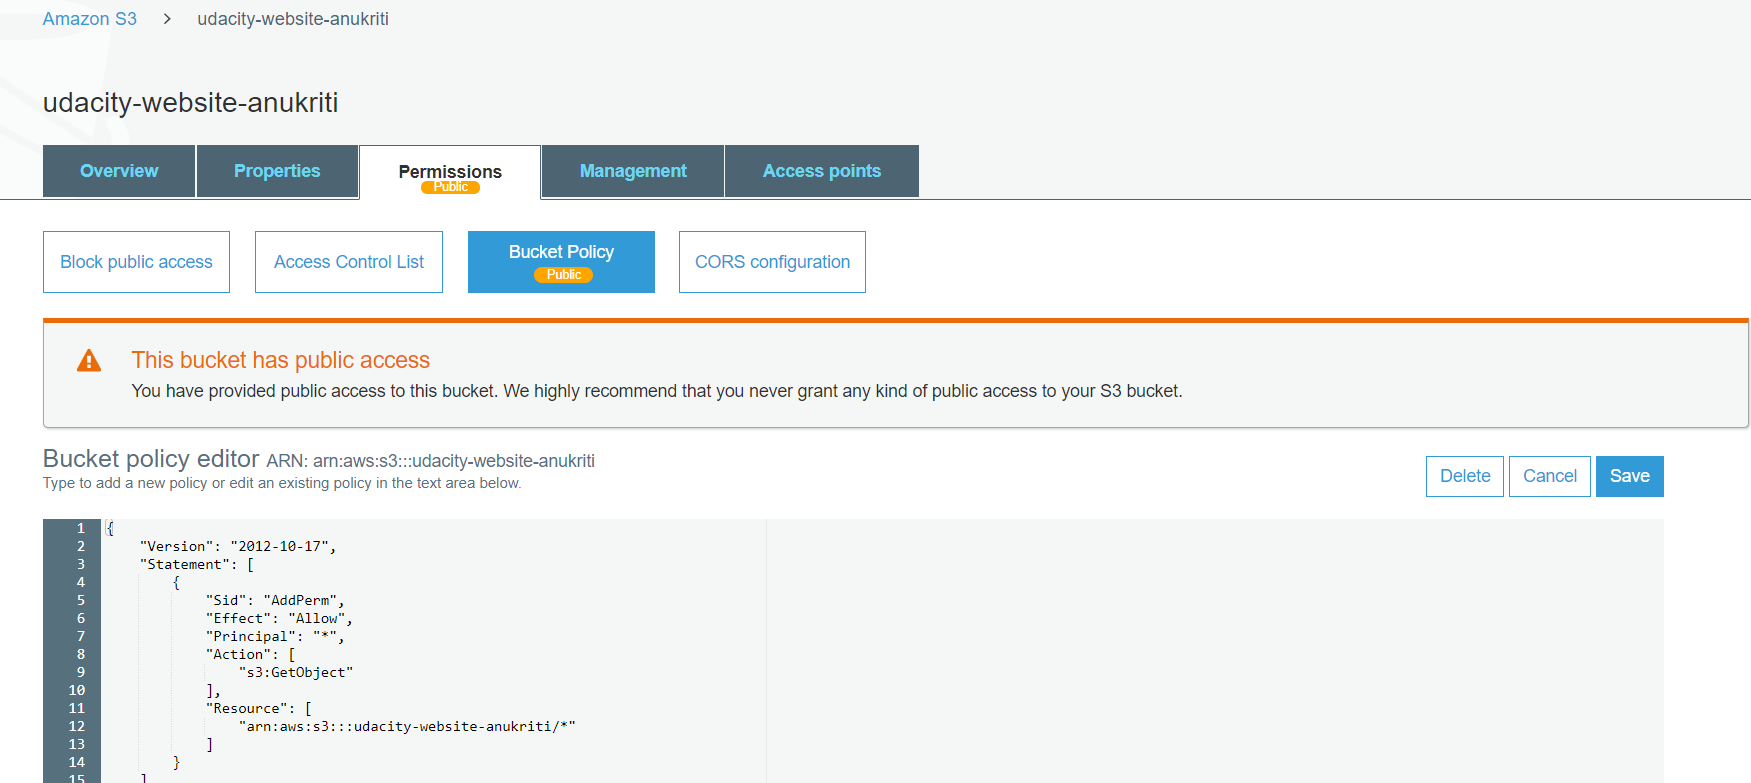 Amazon S3 > udacity-website-anukriti
udacity-website-anukriti
Overview Properties Permissions Management Access points
Public
Block public access Access Control List Bucket Policy CORS configuration
Public
This bucket has public access
You have provided public access to this bucket. We highly recommend that you never grant any kind of public access to your S3 bucket.
Bucket policy editor ARN: arn:aws:s3:::udacity-website-anukriti
Type to add a new policy or edit an existing policy in the text area below.
Delete Cancel Save
1 {
2 "Version": "2012-10-17",
3 "Statement": [
4 {
5 "Sid": "AddPerm",
6 "Effect": "Allow",
7 "Principal": "*",
8 "Action": [
9 "s3:GetObject"
10 ],
11 "Resource": [
12 "arn:aws:s3:::udacity-website-anukriti/*"
13 ]
14 }
15 ]